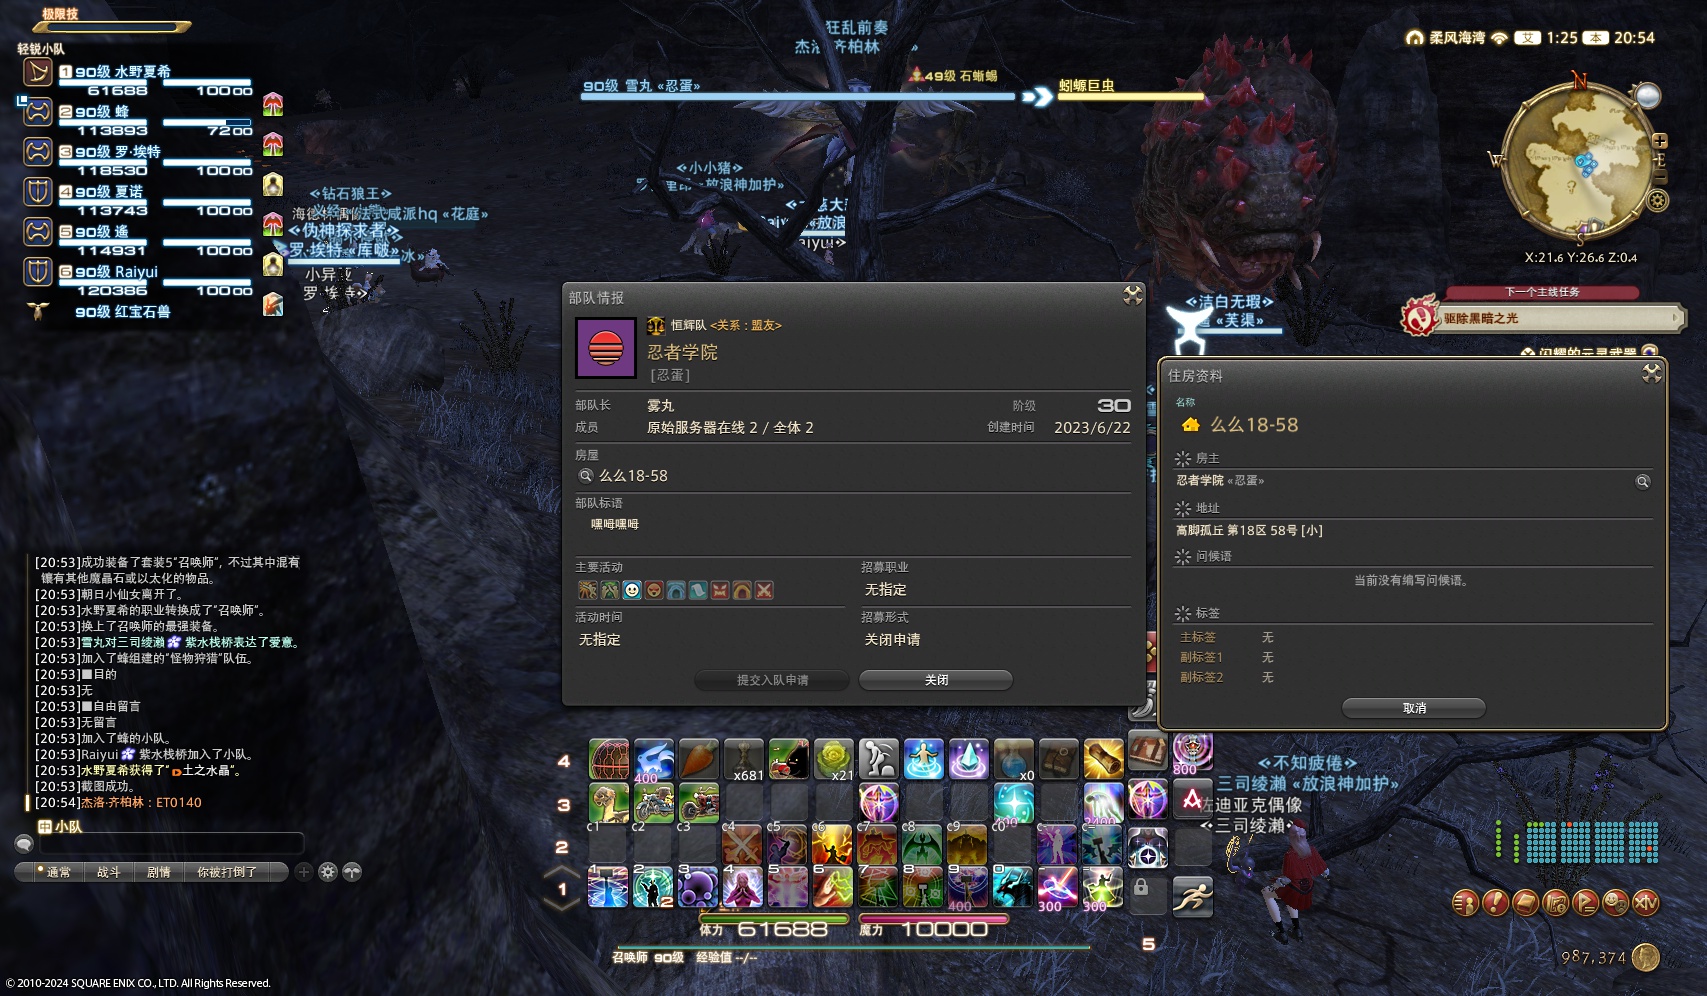 极限技
轻锐小队
1 90级 水野夏希
61688 10000
2 90级 蜂
113893 7200
3 90级 罗·埃特
118530 10000
4 90级 夏诺
113743 10000
5 90级 遙
114931 10000
6 90级 Raiyui
120386 10000
90级 红宝石兽
狂乱前奏
90级 雪丸 «忍蛋»
49级 石蜥蜴
蚓螈巨虫
柔风海湾 艾 1:25 本 20:54
N
W
E
S
X:21.6 Y:26.6 Z:0.4
下一个主线任务
驱除黑暗之光
<小小猪>
<钻石狼王>
<伪神探求者>
<洁白无瑕>
«芙渠»
部队情报
恒辉队 <关系：盟友>
忍者学院
[忍蛋]
部队长 雾丸
阶级 30
成员 原始服务器在线 2 / 全体 2
创建时间 2023/6/22
房屋
么么18-58
部队标语
嘿呣嘿呣
主要活动
招募职业
无指定
活动时间
无指定
招募形式
关闭申请
提交入队申请
关闭
住房资料
名称
么么18-58
房主
忍者学院 «忍蛋»
地址
高脚孤丘 第18区 58号 [小]
问候语
当前没有编写问候语。
标签
主标签 无
副标签1 无
副标签2 无
取消
[20:53]成功装备了套装5“召唤师”，不过其中混有
镶有其他魔晶石或以太化的物品。
[20:53]朝日小仙女离开了。
[20:53]水野夏希的职业转换成了“召唤师”。
[20:53]换上了召唤师的最强装备。
[20:53]雪丸对三司绫濑 紫水栈桥表达了爱意。
[20:53]加入了蜂组建的“怪物狩猎”队伍。
[20:53]■目的
[20:53]无
[20:53]■自由留言
[20:53]无留言
[20:53]加入了蜂的小队。
[20:53]Raiyui 紫水栈桥加入了小队。
[20:53]水野夏希获得了“土之水晶”。
[20:53]截图成功。
[20:54]杰洛·齐柏林：ET0140
小队
通常 战斗 剧情 你被打倒了
4
400
x681
x21
x0
800
3
2
1
体力 61688
魔力 10000
召唤师 90级 经验值 --/--
5
<不知疲倦>
三司绫濑 «放浪神加护»
迪亚克偶像
<三司绫濑>
987,374
© 2010-2024 SQUARE ENIX CO., LTD. All Rights Reserved.